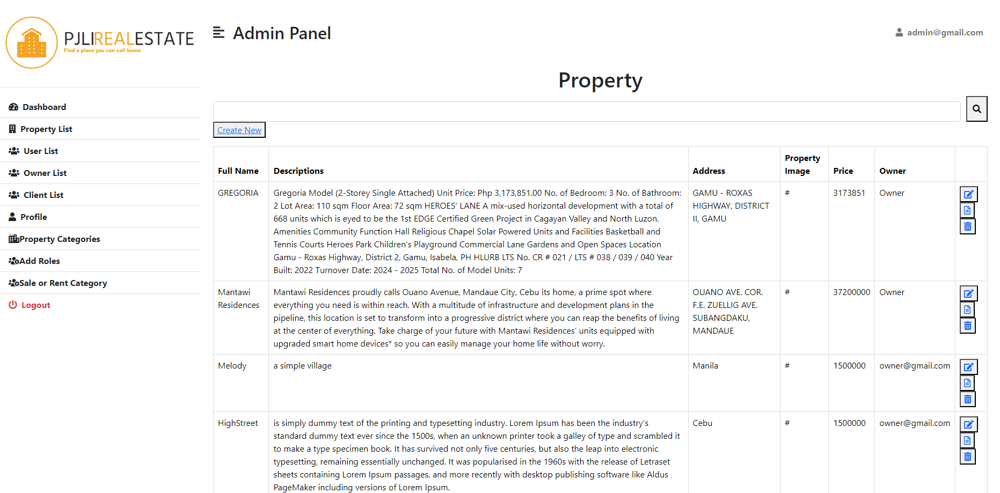 PJLIREALESTATE
Find a place you can call home
Admin Panel
admin@gmail.com
Dashboard
Property List
User List
Owner List
Client List
Profile
Property Categories
Add Roles
Sale or Rent Category
Logout
Property
Create New
Full Name
Descriptions
Address
Property
Image
Price
Owner
GREGORIA
Gregoria Model (2-Storey Single Attached) Unit Price: Php 3,173,851.00 No. of Bedroom: 3 No. of Bathroom:
2 Lot Area: 110 sqm Floor Area: 72 sqm HEROES' LANE A mix-used horizontal development with a total of
668 units which is eyed to be the 1st EDGE Certified Green Project in Cagayan Valley and North Luzon.
Amenities Community Function Hall Religious Chapel Solar Powered Units and Facilities Basketball and
Tennis Courts Heroes Park Children's Playground Commercial Lane Gardens and Open Spaces Location
Gamu - Roxas Highway, District 2, Gamu, Isabela, PH HLURB LTS No. CR # 021 / LTS # 038 / 039 / 040 Year
Built: 2022 Turnover Date: 2024 - 2025 Total No. of Model Units: 7
GAMU - ROXAS
HIGHWAY, DISTRICT
II, GAMU
#
3173851
Owner
Mantawi
Residences
Mantawi Residences proudly calls Ouano Avenue, Mandaue City, Cebu its home, a prime spot where
everything you need is within reach. With a multitude of infrastructure and development plans in the
pipeline, this location is set to transform into a progressive district where you can reap the benefits of living
at the center of everything. Take charge of your future with Mantawi Residences’ units equipped with
upgraded smart home devices* so you can easily manage your home life without worry.
OUANO AVE. COR.
F.E. ZUELLIG AVE.
SUBANGDAKU,
MANDAUE
#
37200000
Owner
Melody
a simple village
Manila
#
1500000
owner@gmail.com
HighStreet
is simply dummy text of the printing and typesetting industry. Lorem Ipsum has been the industry's
standard dummy text ever since the 1500s, when an unknown printer took a galley of type and scrambled it
to make a type specimen book. It has survived not only five centuries, but also the leap into electronic
typesetting, remaining essentially unchanged. It was popularised in the 1960s with the release of Letraset
sheets containing Lorem Ipsum passages, and more recently with desktop publishing software like Aldus
PageMaker including versions of Lorem Ipsum.
Cebu
#
1500000
owner@gmail.com